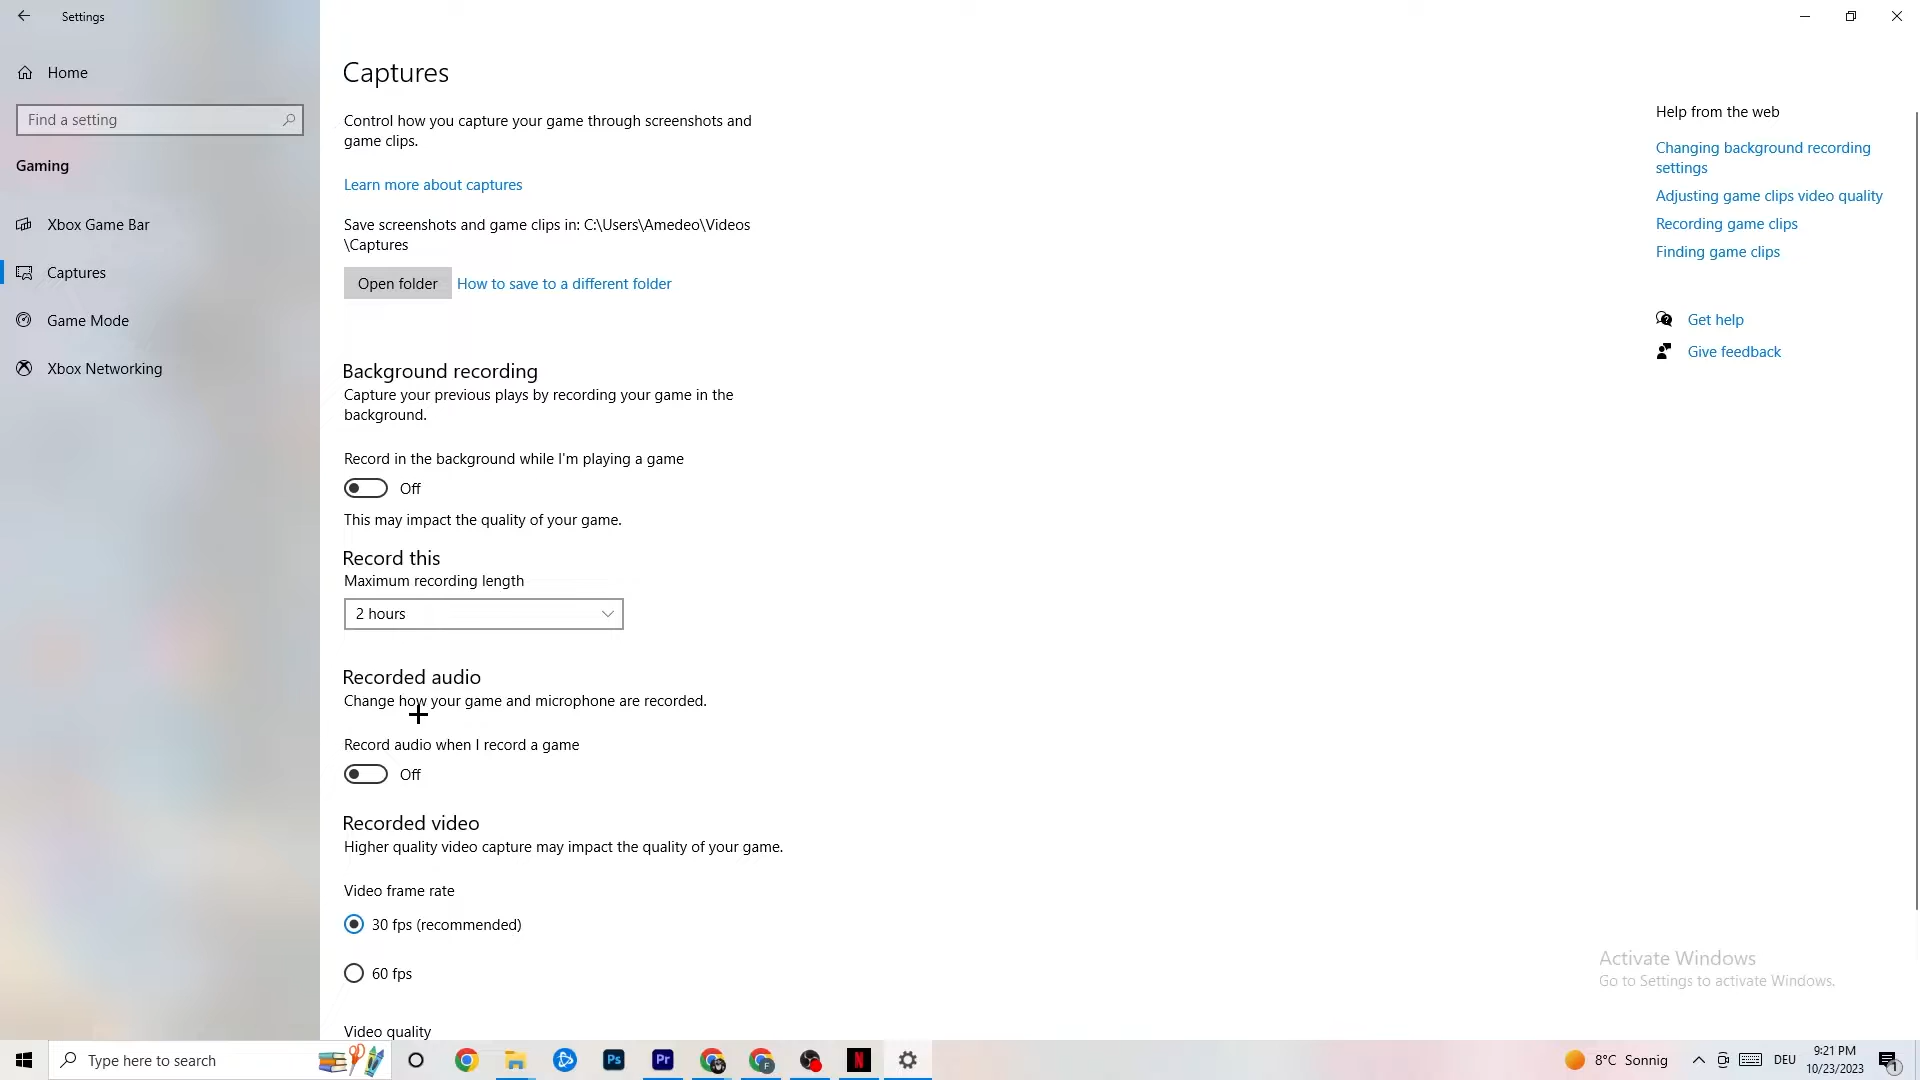 Settings
Home
Find a setting
Gaming
Xbox Game Bar
Captures
Game Mode
Xbox Networking
Captures
Control how you capture your game through screenshots and
game clips.
Learn more about captures
Save screenshots and game clips in: C:\Users\Amedeo\Videos
\Captures
Open folder
How to save to a different folder
Background recording
Capture your previous plays by recording your game in the
background.
Record in the background while I'm playing a game
Off
This may impact the quality of your game.
Record this
Maximum recording length
2 hours
Recorded audio
Change how your game and microphone are recorded.
Record audio when I record a game
Off
Recorded video
Higher quality video capture may impact the quality of your game.
Video frame rate
30 fps (recommended)
60 fps
Video quality
Help from the web
Changing background recording
settings
Adjusting game clips video quality
Recording game clips
Finding game clips
Get help
Give feedback
Activate Windows
Go to Settings to activate Windows.
Type here to search
Ps
Pr
F
N
8°C Sonnig
DEU
9:21 PM
10/23/2023
1